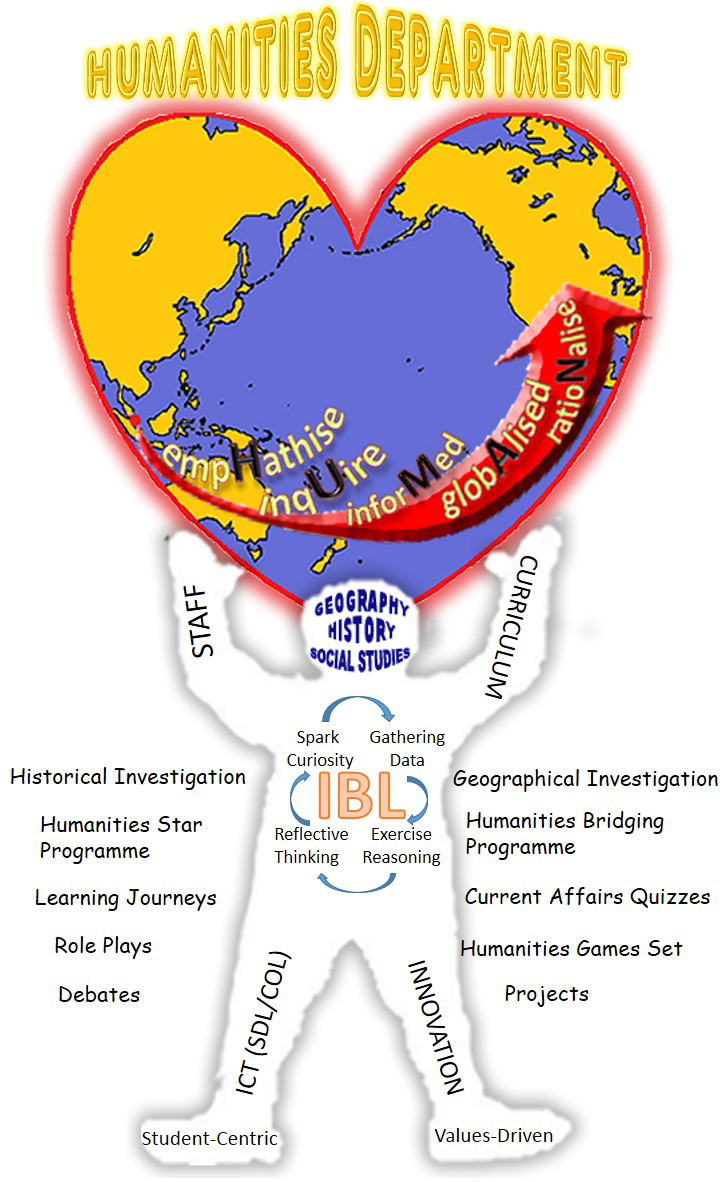 HUMANITIES DEPARTMENT
empHathise
inqUire
inforMed
globAlised
ratioNalise
STAFF
CURRICULUM
GEOGRAPHY
HISTORY
SOCIAL STUDIES
Spark
Curiosity
Gathering
Data
IBL
Reflective
Thinking
Exercise
Reasoning
Historical Investigation
Humanities Star
Programme
Learning Journeys
Role Plays
Debates
Geographical Investigation
Humanities Bridging
Programme
Current Affairs Quizzes
Humanities Games Set
Projects
ICT (SDL/COL)
INNOVATION
Student-Centric
Values-Driven